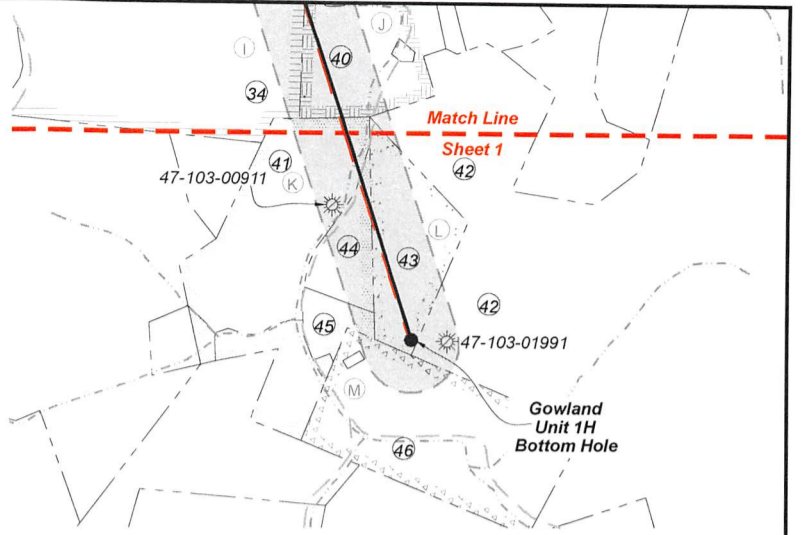 J
I
40
34
Match Line
Sheet 1
41
42
47-103-00911
K
L
44
43
42
45
47-103-01991
M
Gowland
Unit 1H
Bottom Hole
46